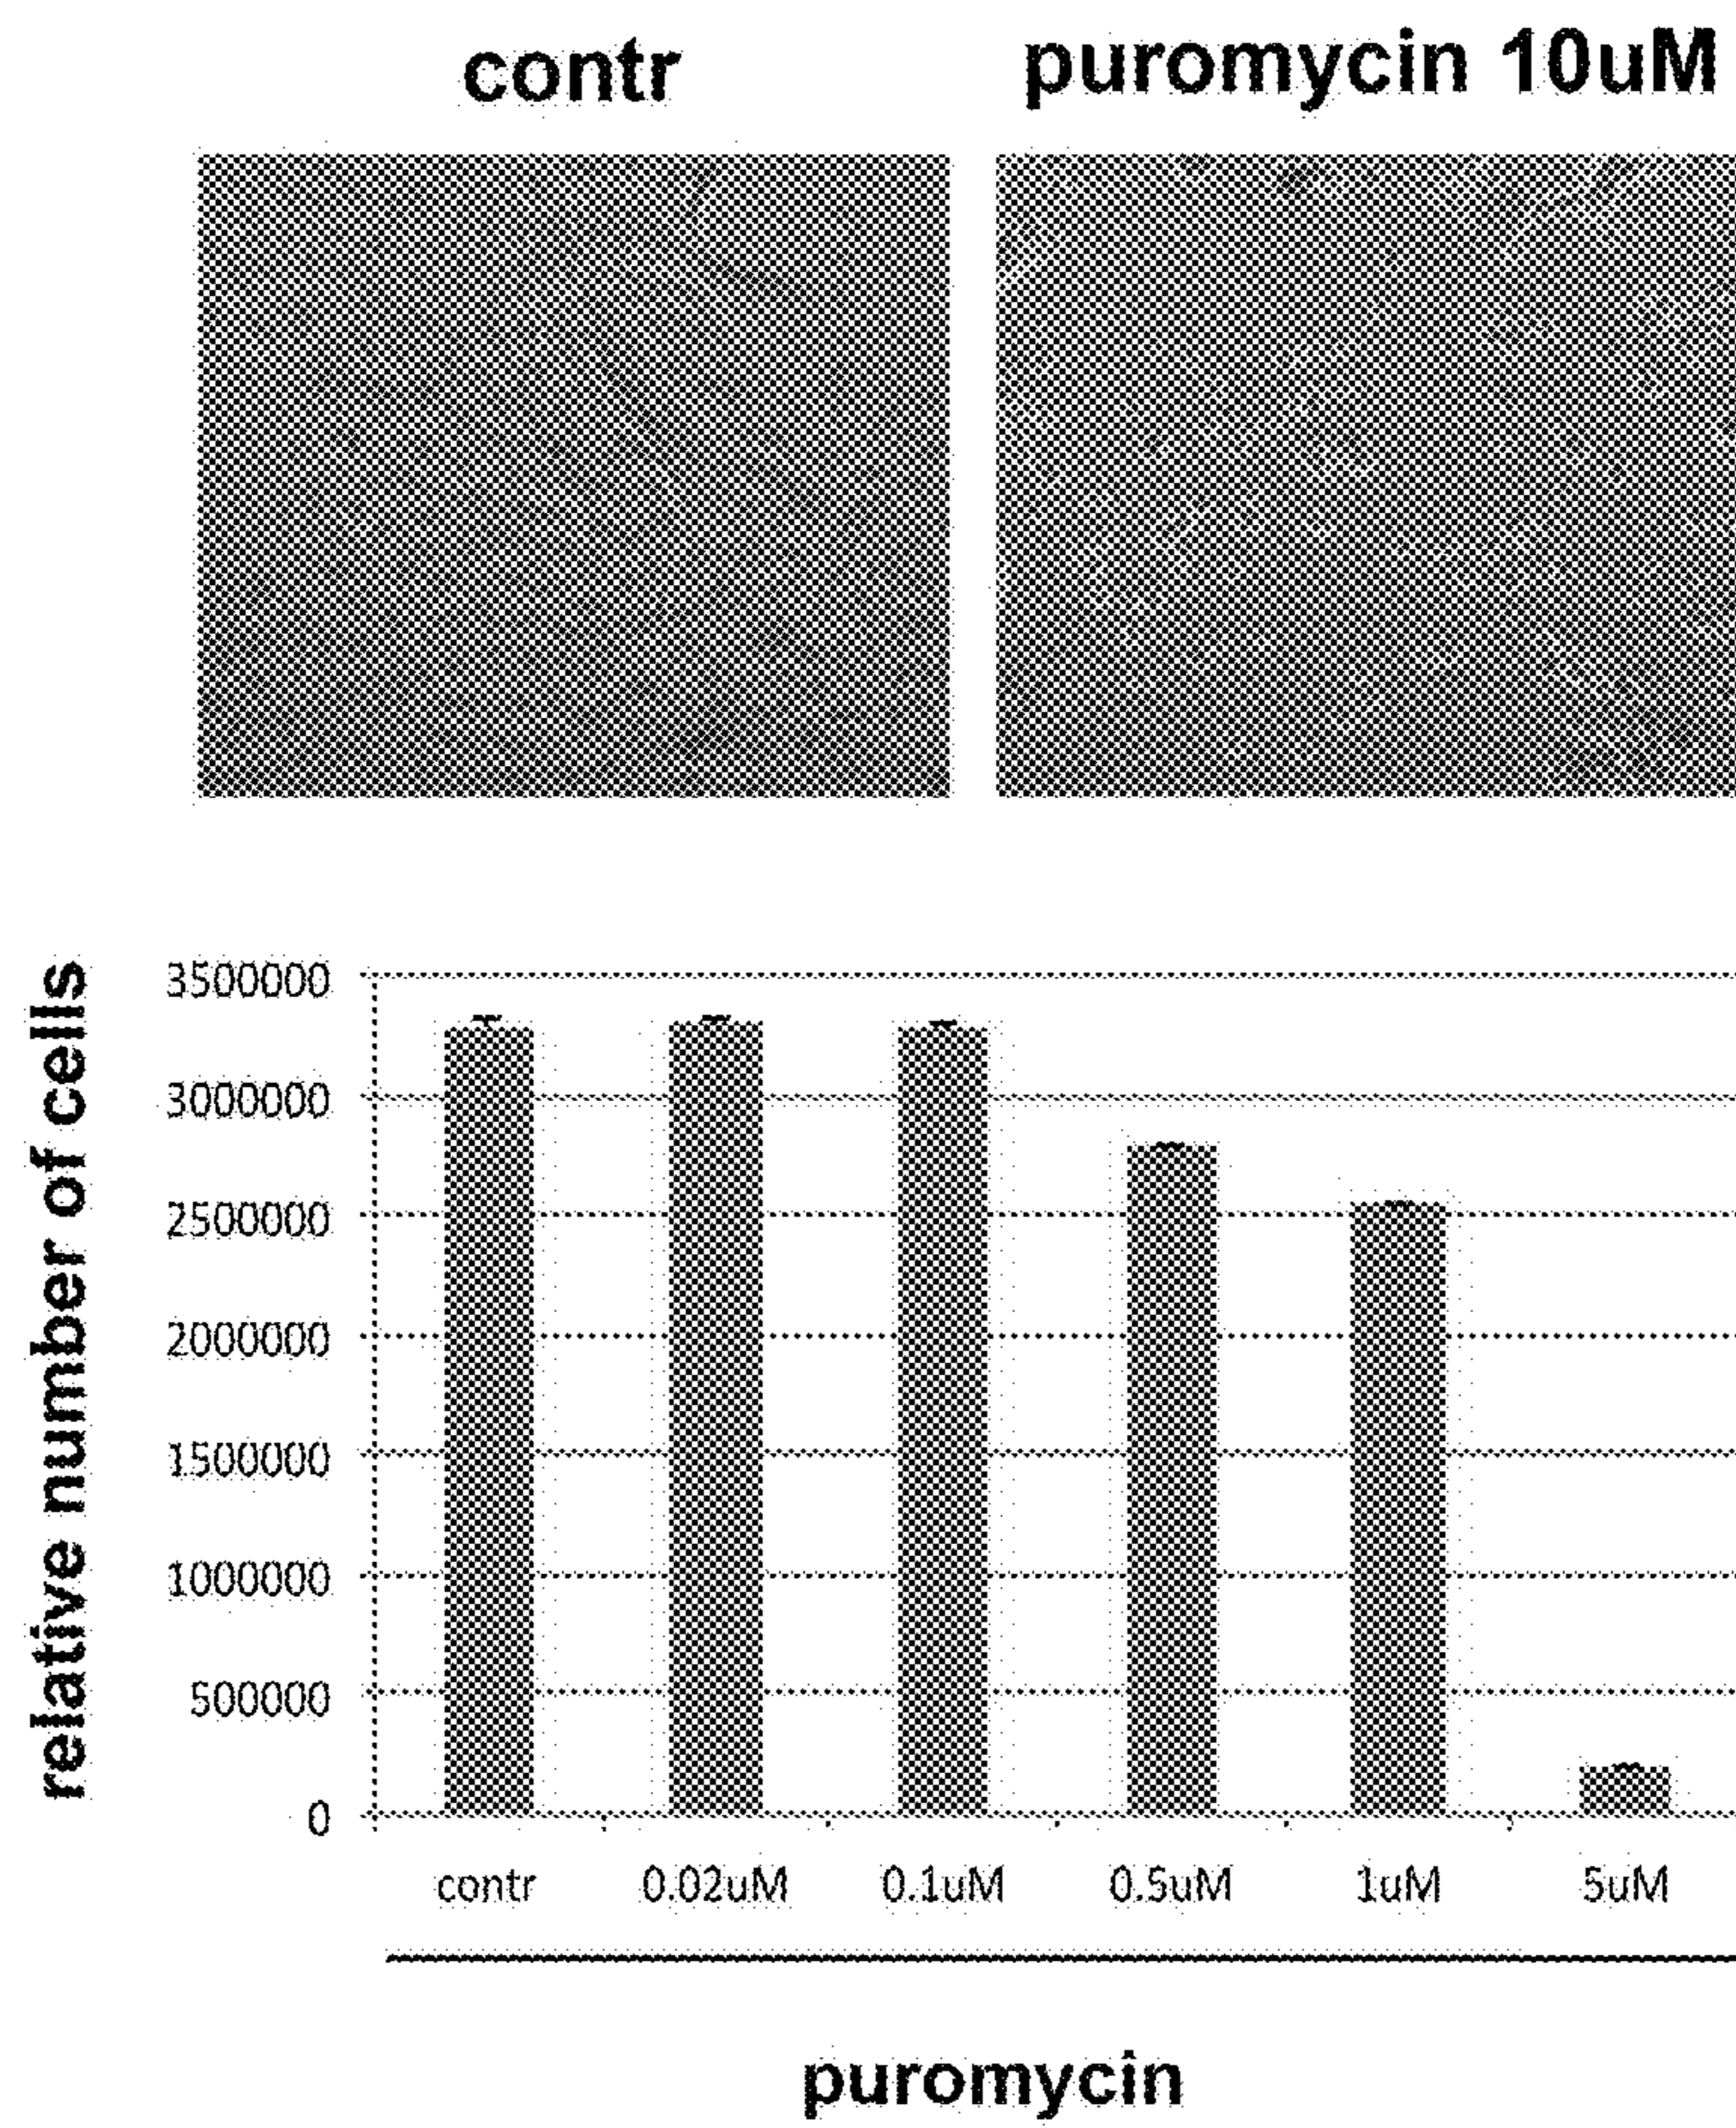 contr
puromycin 10uM
relative number of cells
3500000
3000000
2500000
2000000
1500000
1000000
500000
0
contr 0.02uM 0.1uM 0.5uM 1uM 5uM
puromycin